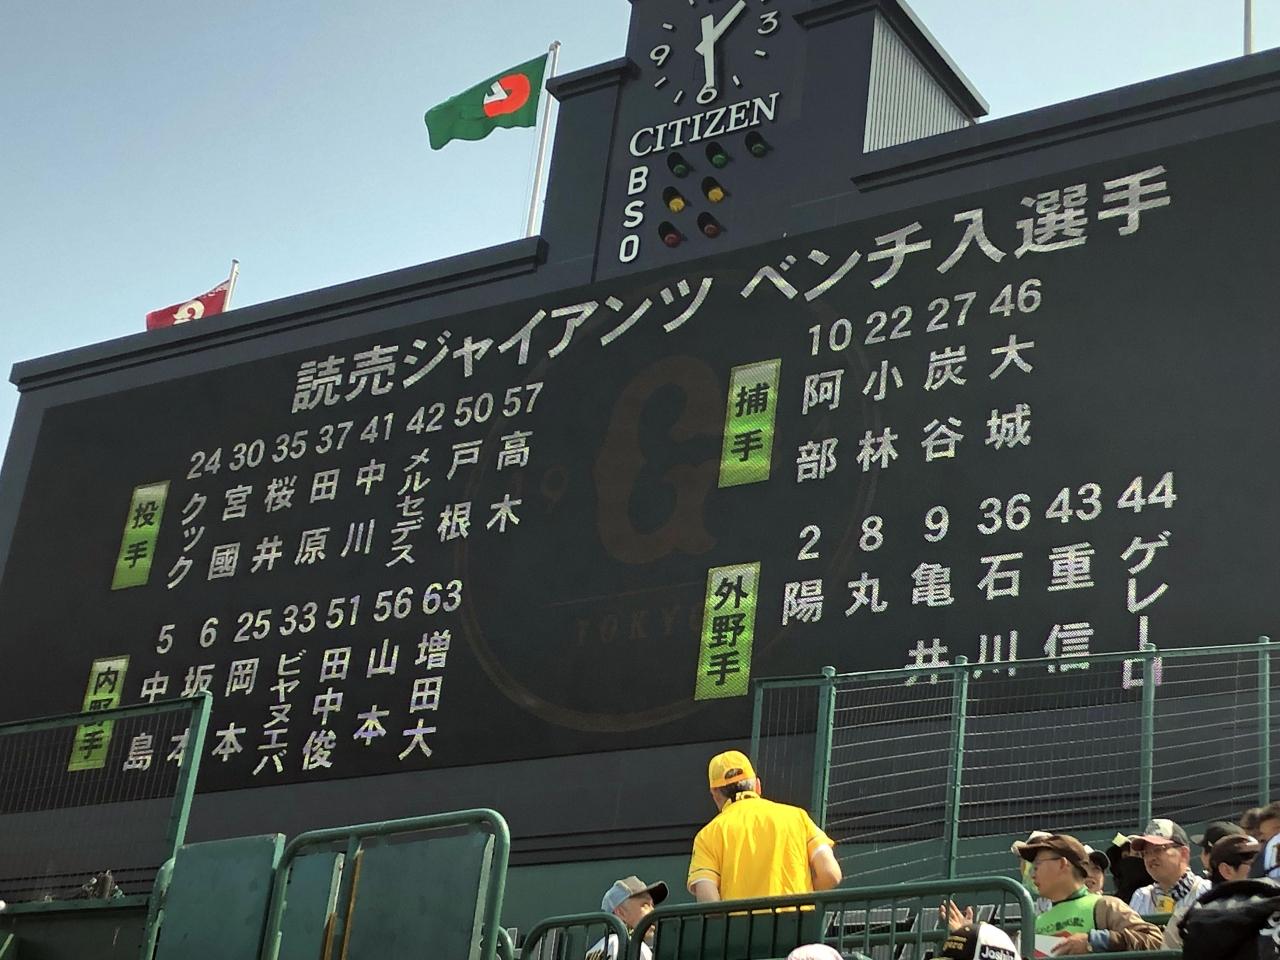 9 3
6
CITIZEN
B
S
O
読売ジャイアンツ ベンチ入選手
投手
24 30 35 37 41 42 50 57
クック 宮國 桜井 田原 中川 メルセデス 戸根 高木
捕手
10 22 27 46
阿部 小林 炭谷 大城
内野手
5 6 25 33 51 56 63
中島 坂本 岡本 ビヤヌエバ 田中俊 山本 増田大
外野手
2 8 9 36 43 44
陽 丸 亀井 石川 重信 ゲレーロ
G
TOKYO